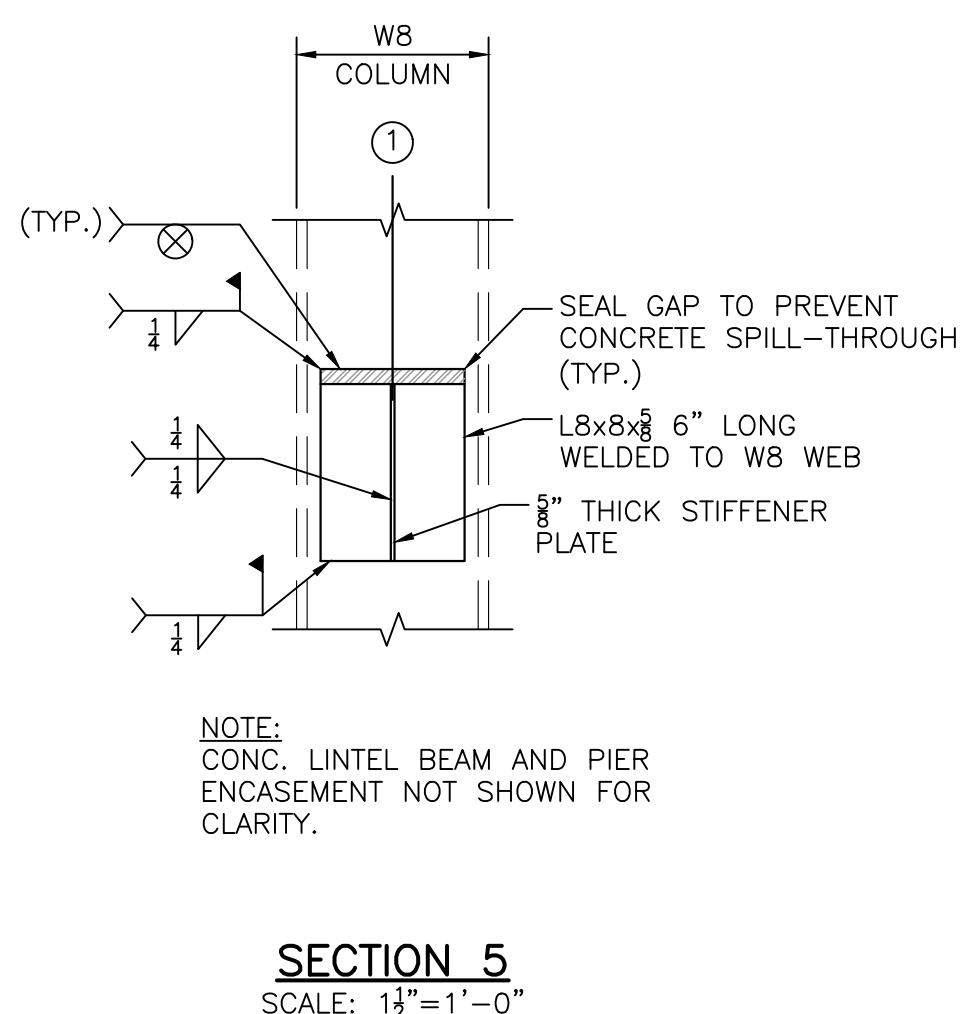 W8
COLUMN
1
(TYP.)
1/4
SEAL GAP TO PREVENT
CONCRETE SPILL-THROUGH
(TYP.)
L8x8x5/8 6" LONG
WELDED TO W8 WEB
1/4
1/4
5/8" THICK STIFFENER
PLATE
1/4
NOTE:
CONC. LINTEL BEAM AND PIER
ENCASEMENT NOT SHOWN FOR
CLARITY.
SECTION 5
SCALE: 1 1/2"=1'-0"